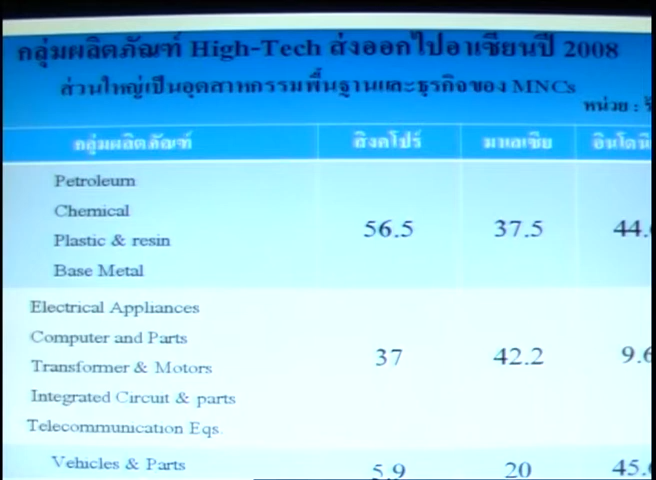 กลุ่มผลิตภัณฑ์ High-Tech ส่งออกไปอาเซียนปี 2008
ส่วนใหญ่เป็นอุตสาหกรรมพื้นฐานและธุรกิจของ MNCs
หน่วย :
กลุ่มผลิตภัณฑ์ สิงคโปร์ มาเลเซีย
Petroleum
Chemical
Plastic & resin
Base Metal
56.5 37.5
Electrical Appliances
Computer and Parts
Transformer & Motors
Integrated Circuit & parts
Telecommunication Eqs.
37 42.2
Vehicles & Parts 5.9 20